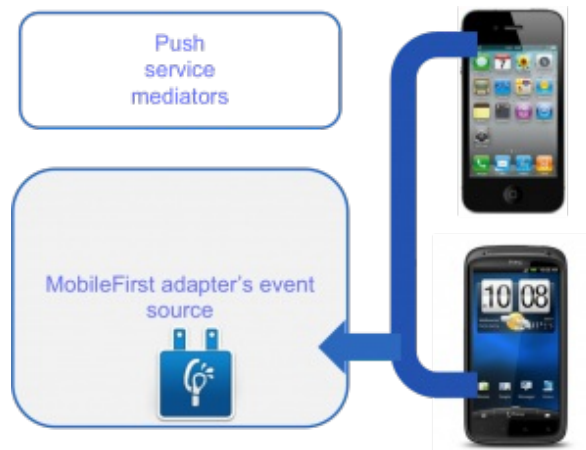 Push
service
mediators
MobileFirst adapter's event
source
10 08